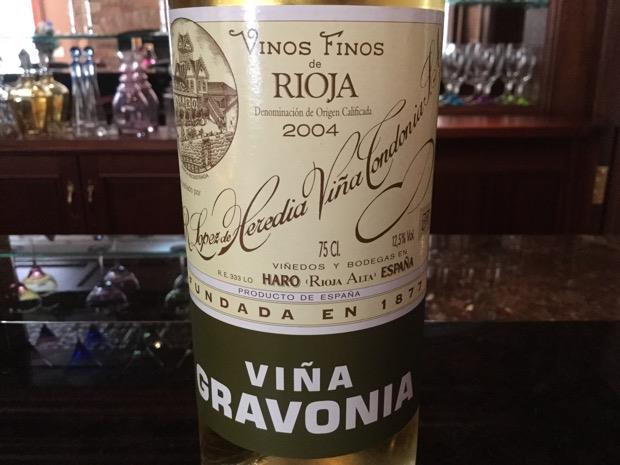 VINOS FINOS
de
RIOJA
Denominación de Origen Calificada
2004
R. Lopez de Heredia Viña Tondonia
75 Cl.
12,5% Vol.
VIÑEDOS Y BODEGAS EN
R.E. 333 LO
HARO (RIOJA ALTA) ESPAÑA
PRODUCTO DE ESPAÑA
FUNDADA EN 1877
VIÑA
GRAVONIA